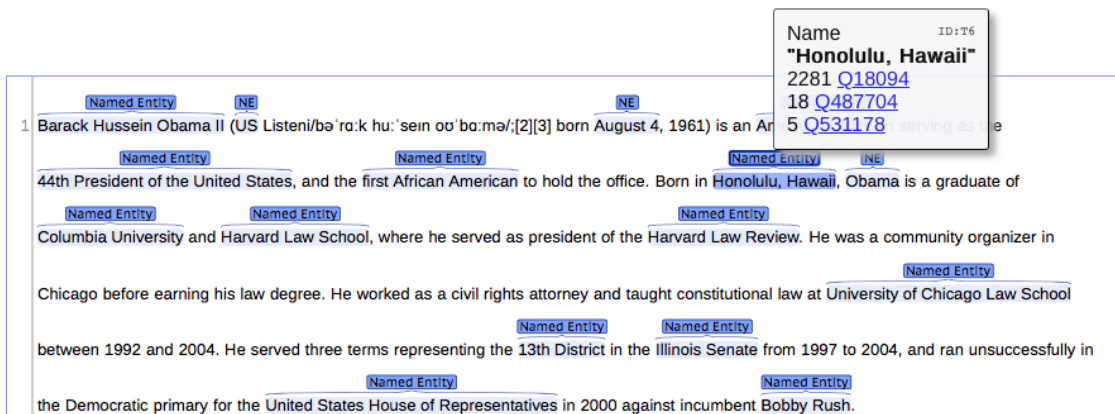 Name ID:T6
"Honolulu, Hawaii"
2281 Q18094
18 Q487704
5 Q531178
Named Entity NE NE
1 Barack Hussein Obama II (US Listeni/bəˈrɑːk huːˈseɪn oʊˈbɑːmə/;[2][3] born August 4, 1961) is an Am serving as the
Named Entity Named Entity Named Entity NE
44th President of the United States, and the first African American to hold the office. Born in Honolulu, Hawaii, Obama is a graduate of
Named Entity Named Entity Named Entity
Columbia University and Harvard Law School, where he served as president of the Harvard Law Review. He was a community organizer in
Named Entity
Chicago before earning his law degree. He worked as a civil rights attorney and taught constitutional law at University of Chicago Law School
Named Entity Named Entity
between 1992 and 2004. He served three terms representing the 13th District in the Illinois Senate from 1997 to 2004, and ran unsuccessfully in
Named Entity Named Entity
the Democratic primary for the United States House of Representatives in 2000 against incumbent Bobby Rush.